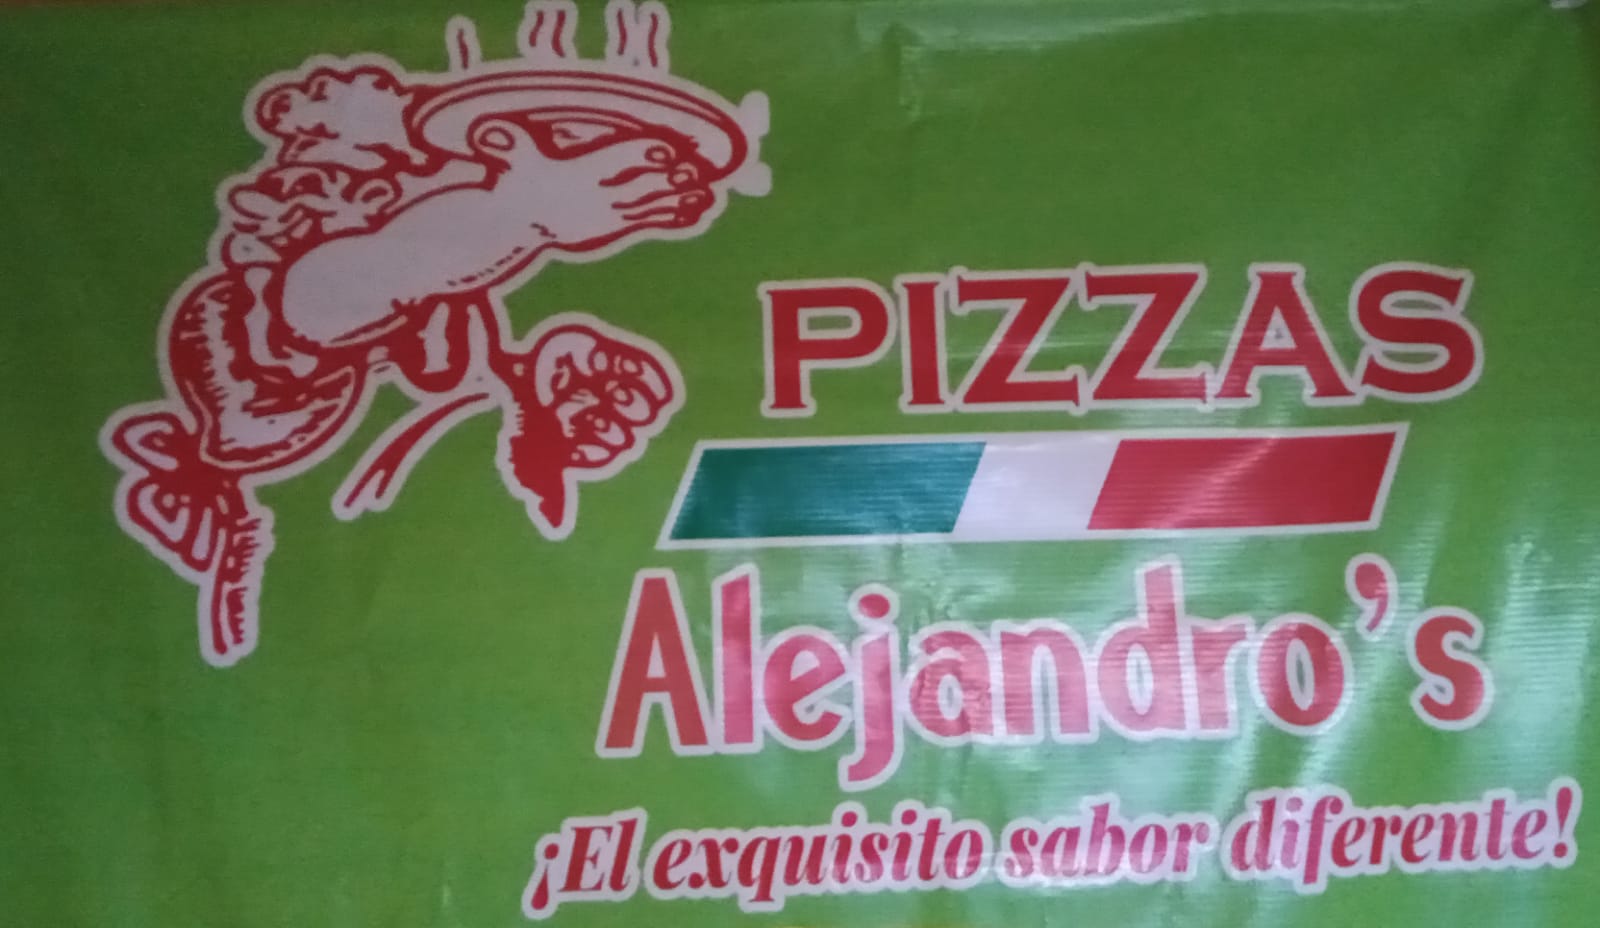 PIZZAS
Alejandro's
¡El exquisito sabor diferente!